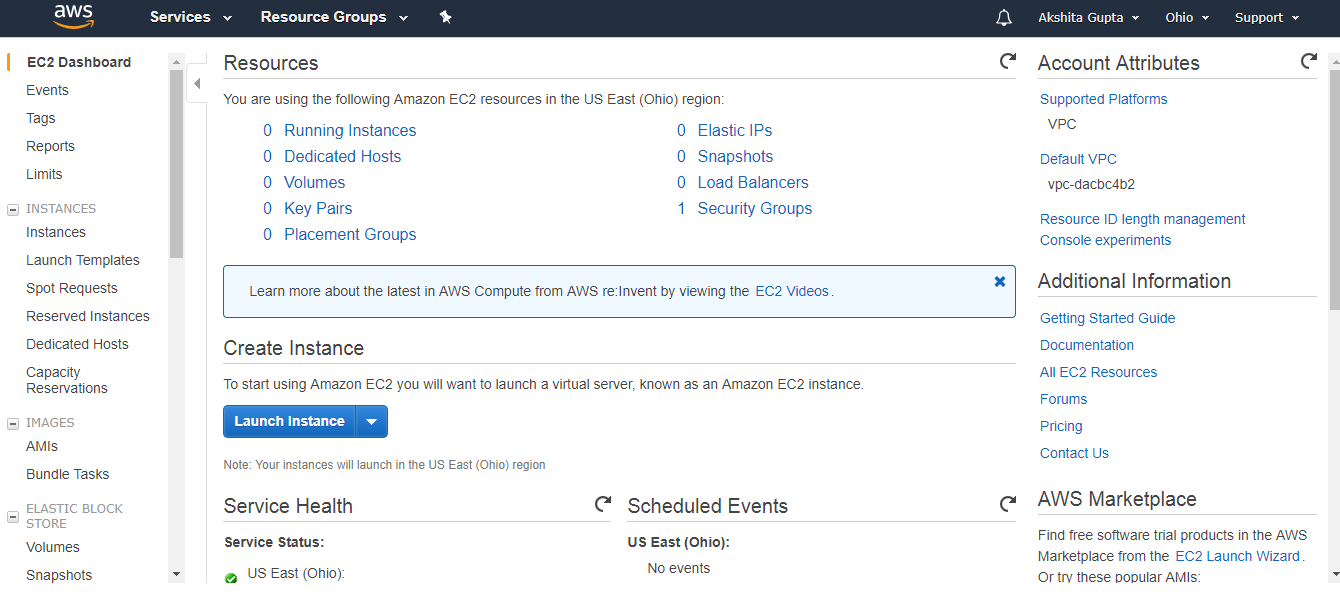 aws
Services
Resource Groups
Akshita Gupta
Ohio
Support
EC2 Dashboard
Events
Tags
Reports
Limits
INSTANCES
Instances
Launch Templates
Spot Requests
Reserved Instances
Dedicated Hosts
Capacity
Reservations
IMAGES
AMIs
Bundle Tasks
ELASTIC BLOCK
STORE
Volumes
Snapshots
Resources
You are using the following Amazon EC2 resources in the US East (Ohio) region:
0 Running Instances
0 Dedicated Hosts
0 Volumes
0 Key Pairs
0 Placement Groups
0 Elastic IPs
0 Snapshots
0 Load Balancers
1 Security Groups
Learn more about the latest in AWS Compute from AWS re:Invent by viewing the EC2 Videos.
Create Instance
To start using Amazon EC2 you will want to launch a virtual server, known as an Amazon EC2 instance.
Launch Instance
Note: Your instances will launch in the US East (Ohio) region
Service Health
Service Status:
US East (Ohio):
Scheduled Events
US East (Ohio):
No events
Account Attributes
Supported Platforms
VPC
Default VPC
vpc-dacbc4b2
Resource ID length management
Console experiments
Additional Information
Getting Started Guide
Documentation
All EC2 Resources
Forums
Pricing
Contact Us
AWS Marketplace
Find free software trial products in the AWS
Marketplace from the EC2 Launch Wizard.
Or try these popular AMIs: